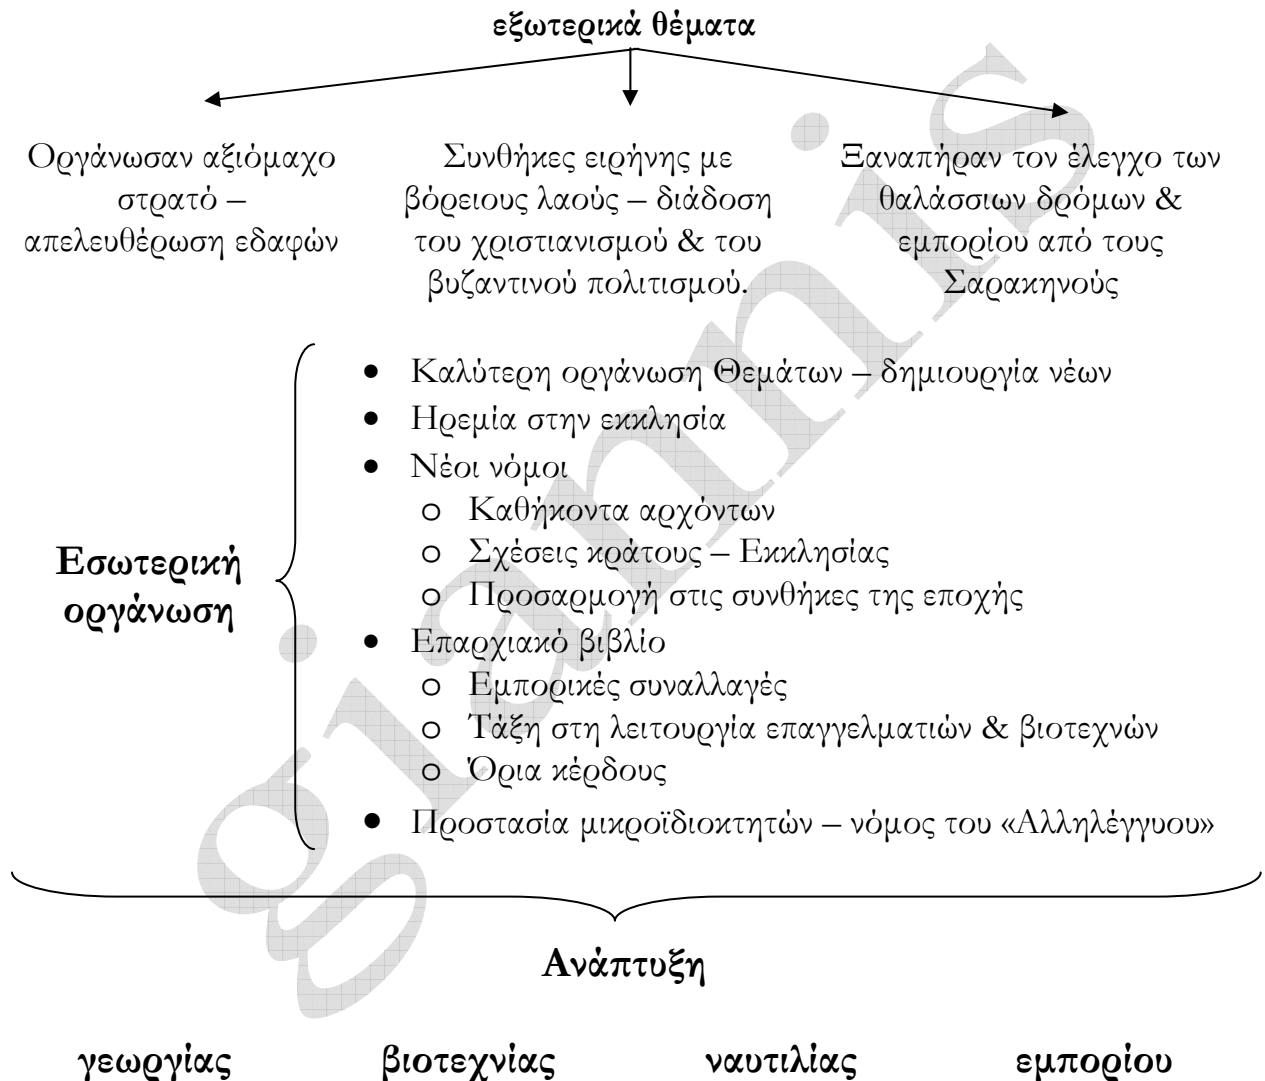 εξωτερικά θέματα
Οργάνωσαν αξιόμαχο
στρατό –
απελευθέρωση εδαφών
Συνθήκες ειρήνης με
βόρειους λαούς – διάδοση
του χριστιανισμού & του
βυζαντινού πολιτισμού.
Ξαναπήραν τον έλεγχο των
θαλάσσιων δρόμων &
εμπορίου από τους
Σαρακηνούς
Εσωτερική
οργάνωση
• Καλύτερη οργάνωση Θεμάτων – δημιουργία νέων
• Ηρεμία στην εκκλησία
• Νέοι νόμοι
o Καθήκοντα αρχόντων
o Σχέσεις κράτους – Εκκλησίας
o Προσαρμογή στις συνθήκες της εποχής
• Επαρχιακό βιβλίο
o Εμπορικές συναλλαγές
o Τάξη στη λειτουργία επαγγελματιών & βιοτεχνών
o Όρια κέρδους
• Προστασία μικροϊδιοκτητών – νόμος του «Αλληλέγγυου»
Ανάπτυξη
γεωργίας βιοτεχνίας ναυτιλίας εμπορίου
giannis